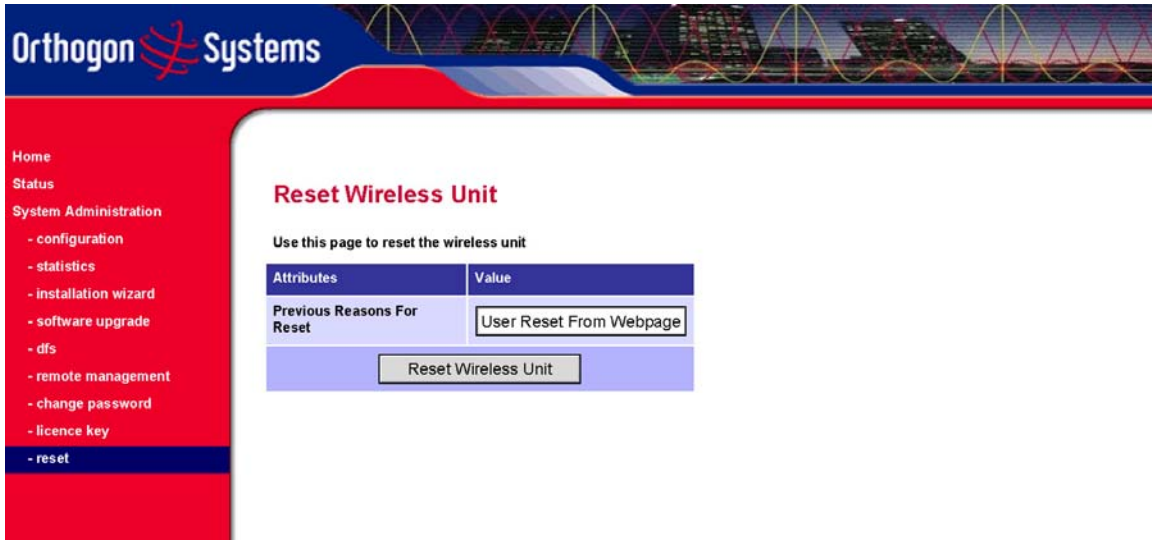 Orthogon Systems
Home
Status
System Administration
- configuration
- statistics
- installation wizard
- software upgrade
- dfs
- remote management
- change password
- licence key
- reset
Reset Wireless Unit
Use this page to reset the wireless unit
Attributes Value
Previous Reasons For
Reset
User Reset From Webpage
Reset Wireless Unit